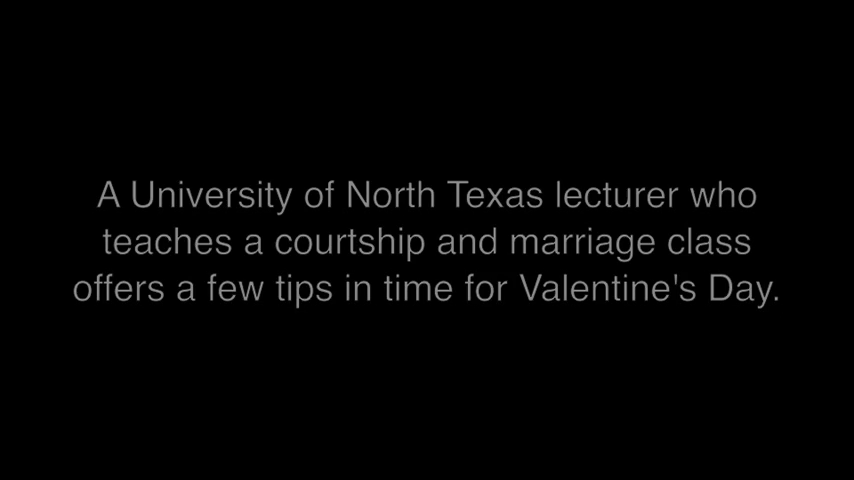 A University of North Texas lecturer who
teaches a courtship and marriage class
offers a few tips in time for Valentine's Day.